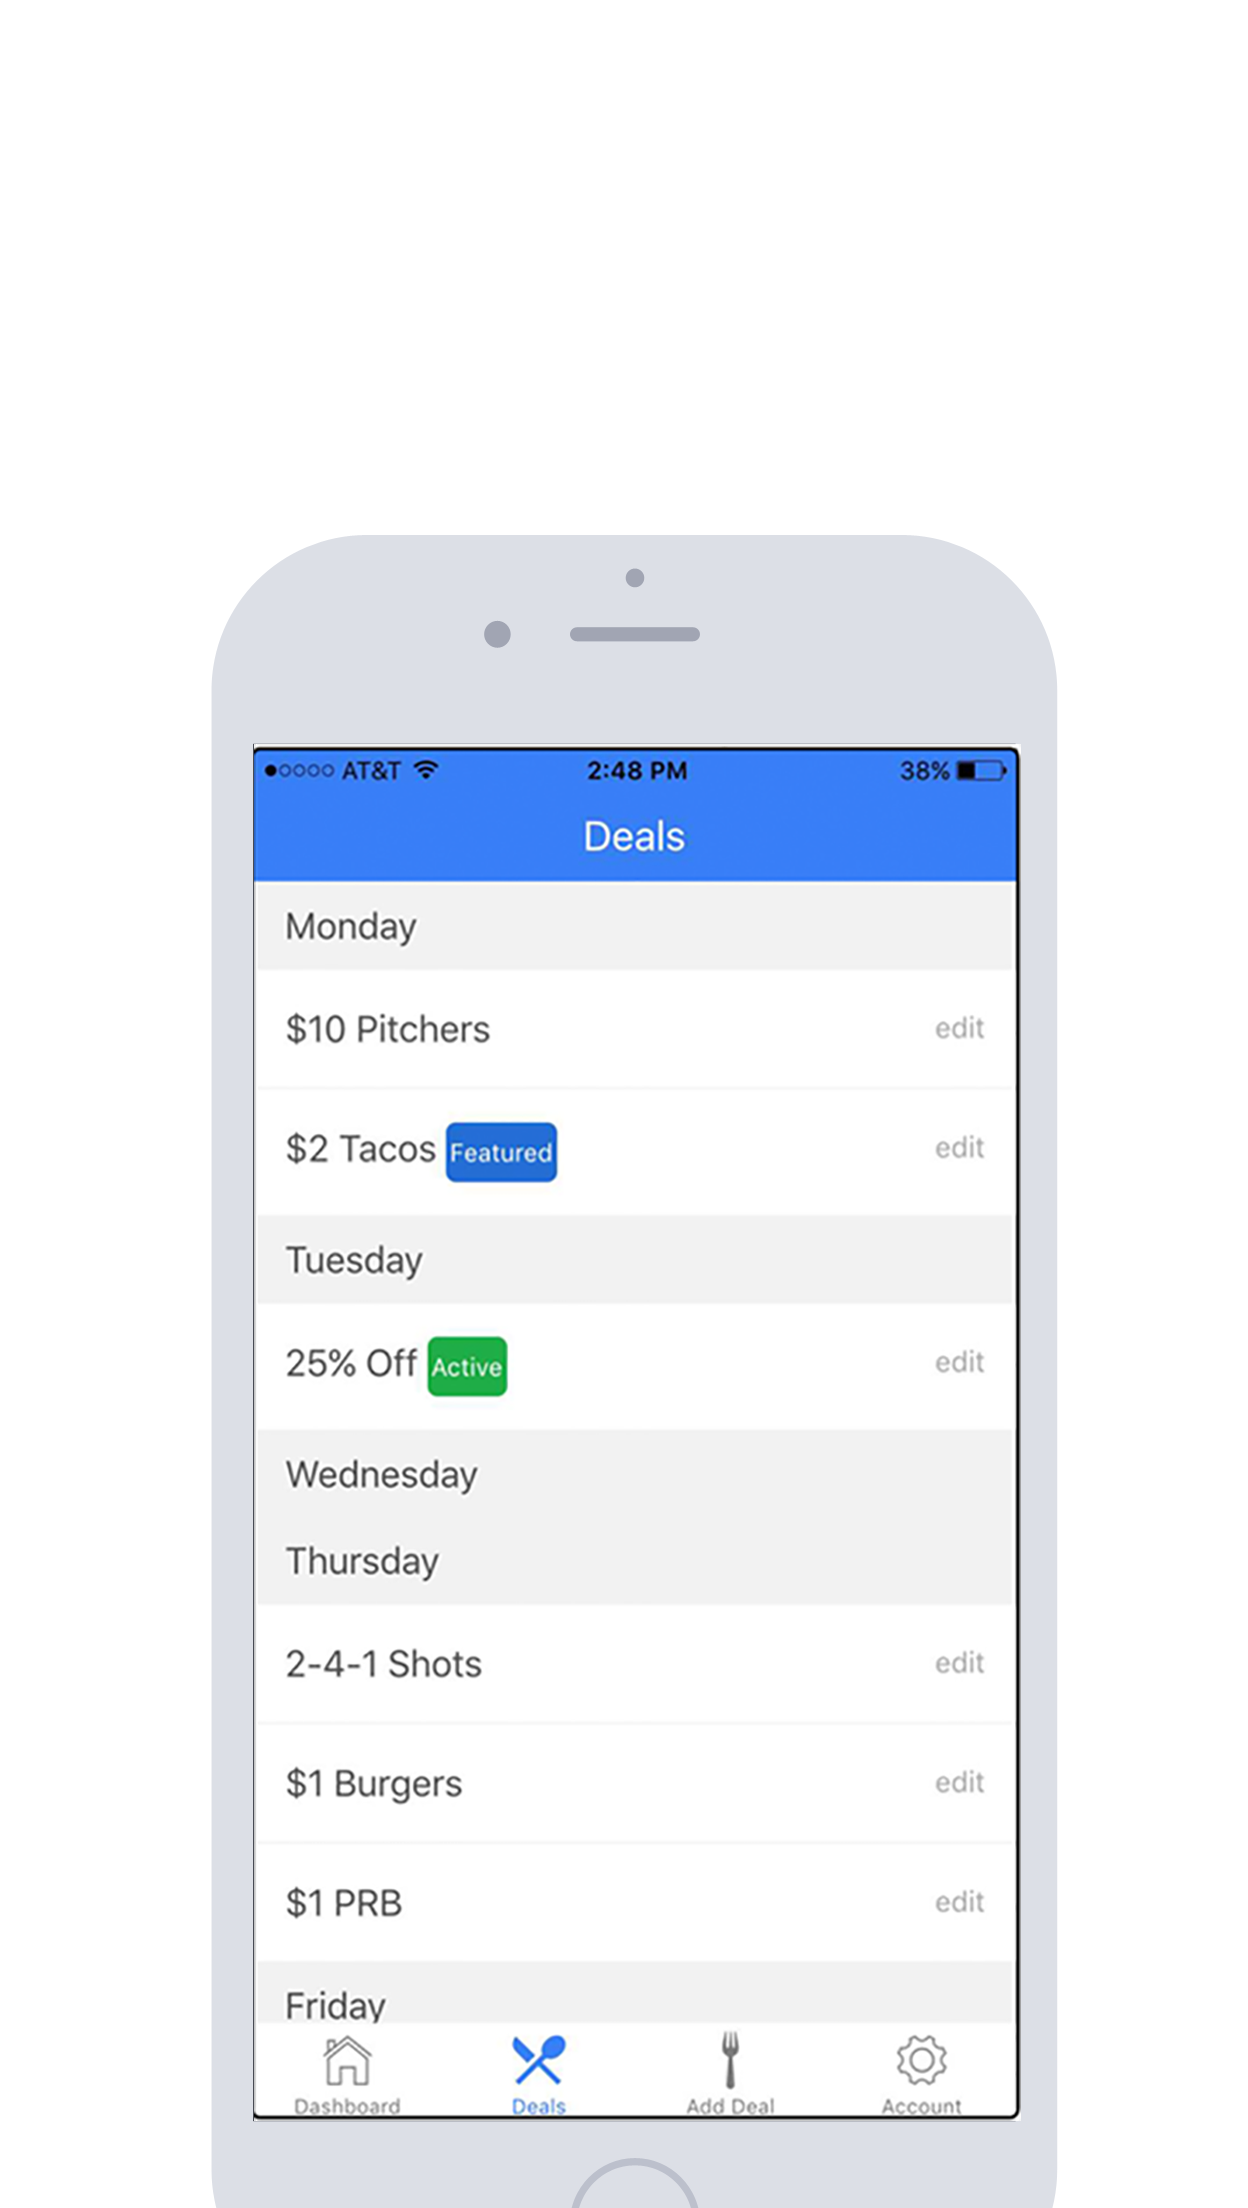 AT&T 2:48 PM 38%
Deals
Monday
$10 Pitchers edit
$2 Tacos Featured edit
Tuesday
25% Off Active edit
Wednesday
Thursday
2-4-1 Shots edit
$1 Burgers edit
$1 PRB edit
Friday
Dashboard Deals Add Deal Account